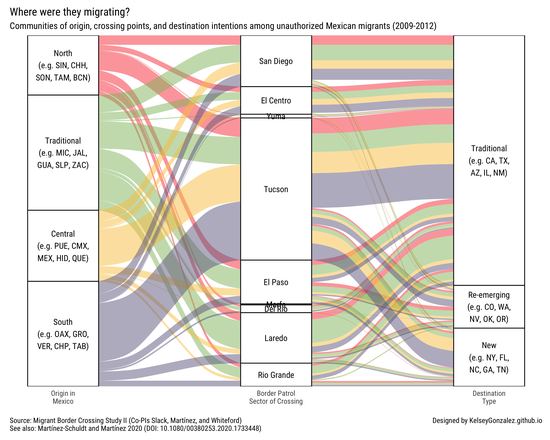 Where were they migrating?
Communities of origin, crossing points, and destination intentions among unauthorized Mexican migrants (2009-2012)
North
(e.g. SIN, CHH,
SON, TAM, BCN)
Traditional
(e.g. MIC, JAL,
GUA, SLP, ZAC)
Central
(e.g. PUE, CMX,
MEX, HID, QUE)
South
(e.g. OAX, GRO,
VER, CHP, TAB)
San Diego
El Centro
Yuma
Tucson
El Paso
Marfa
Del Rio
Laredo
Rio Grande
Traditional
(e.g. CA, TX,
AZ, IL, NM)
Re-emerging
(e.g. CO, WA,
NV, OK, OR)
New
(e.g. NY, FL,
NC, GA, TN)
Origin in
Mexico
Border Patrol
Sector of Crossing
Destination
Type
Source: Migrant Border Crossing Study II (Co-PIs Slack, Martínez, and Whiteford)
See also: Martínez-Schuldt and Martínez 2020 (DOI: 10.1080/00380253.2020.1733448)
Designed by KelseyGonzalez.github.io